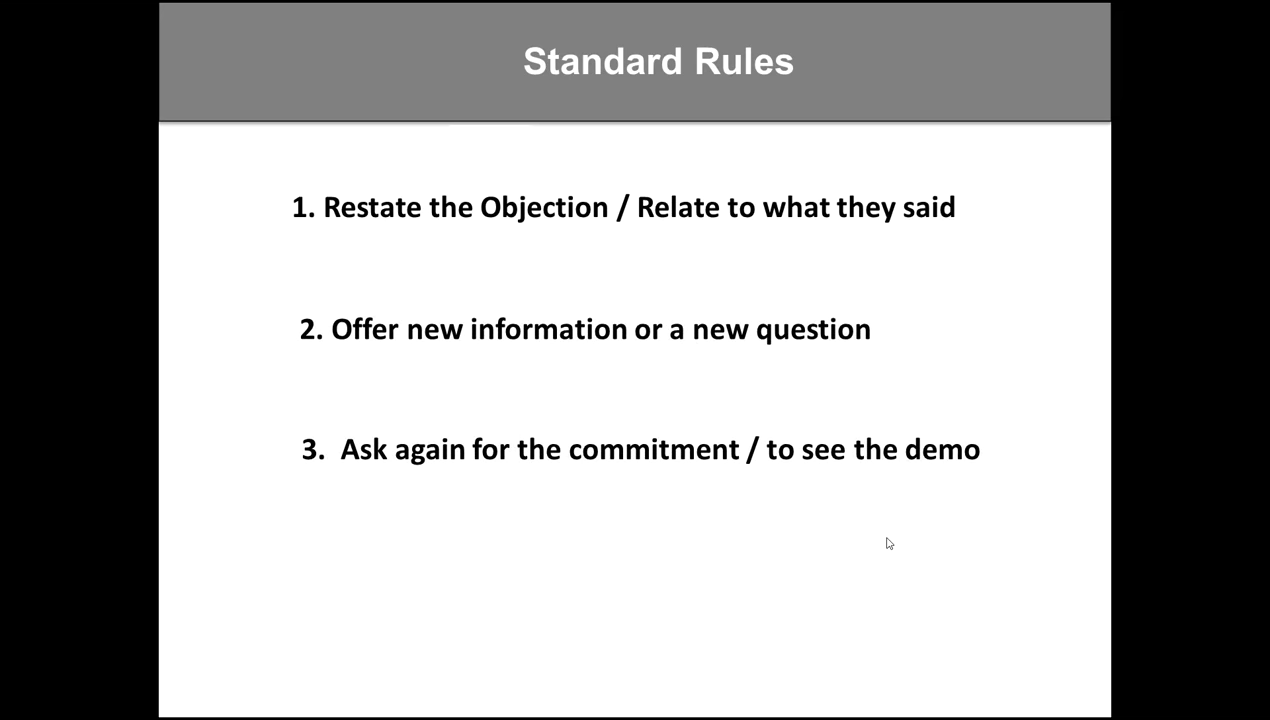 Standard Rules
1. Restate the Objection / Relate to what they said
2. Offer new information or a new question
3. Ask again for the commitment / to see the demo